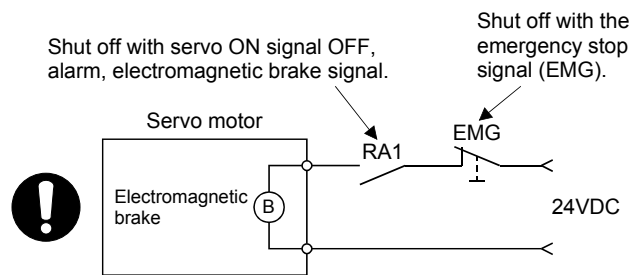 Shut off with the
emergency stop
signal (EMG).
Shut off with servo ON signal OFF,
alarm, electromagnetic brake signal.
Servo motor
RA1
EMG
Electromagnetic
brake
B
24VDC